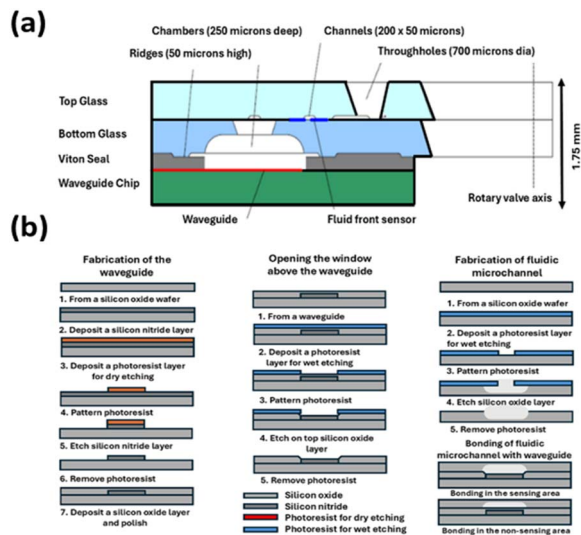 (a)
Chambers (250 microns deep)
Channels (200 x 50 microns)
Ridges (50 microns high)
Throughholes (700 microns dia)
Top Glass
Bottom Glass
Viton Seal
Waveguide Chip
1.75 mm
Waveguide
Fluid front sensor
Rotary valve axis
(b)
Fabrication of the
waveguide
1. From a silicon oxide wafer
2. Deposit a silicon nitride layer
3. Deposit a photoresist layer
for dry etching
4. Pattern photoresist
5. Etch silicon nitride layer
6. Remove photoresist
7. Deposit a silicon oxide layer
and polish
Opening the window
above the waveguide
1. From a waveguide
2. Deposit a photoresist
layer for wet etching
3. Pattern photoresist
4. Etch on top silicon oxide
layer
5. Remove photoresist
Silicon oxide
Silicon nitride
Photoresist for dry etching
Photoresist for wet etching
Fabrication of fluidic
microchannel
1. From a silicon oxide wafer
2. Deposit a photoresist layer
for wet etching
3. Pattern photoresist
4. Etch silicon oxide layer
5. Remove photoresist
Bonding of fluidic
microchannel with waveguide
Bonding in the sensing area
Bonding in the non-sensing area